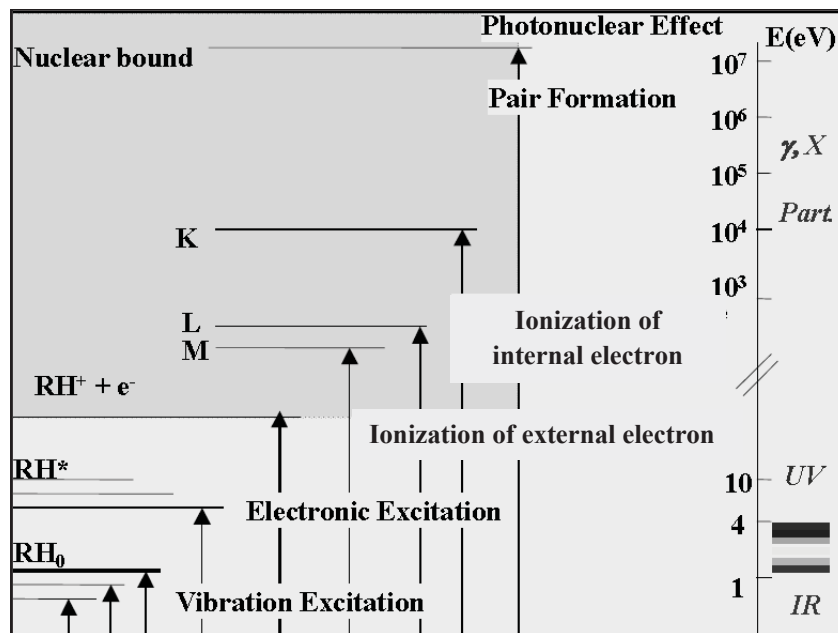 Photonuclear Effect
E(eV)
Nuclear bound
10⁷
Pair Formation
10⁶
γ, X
10⁵
Part.
K
10⁴
10³
L
Ionization of
M
internal electron
RH⁺ + e⁻
Ionization of external electron
RH*
10
UV
Electronic Excitation
4
RH₀
1
Vibration Excitation
IR